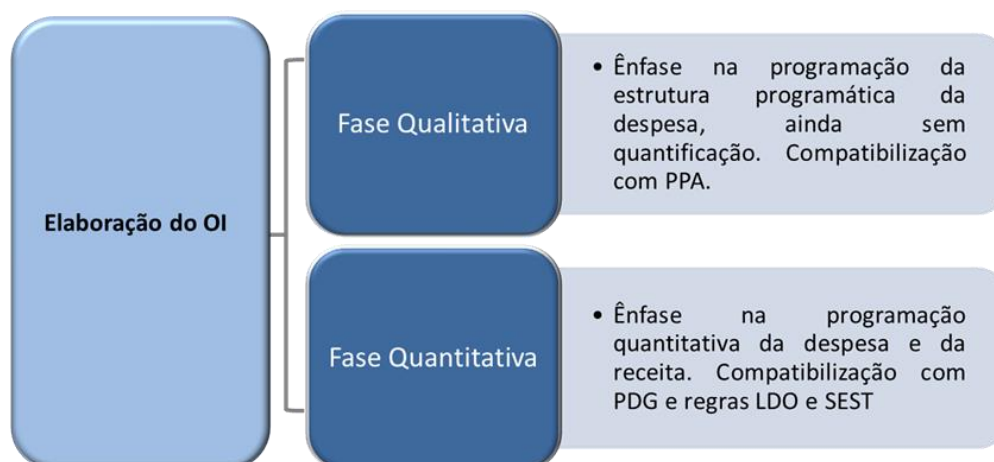 Elaboração do OI
Fase Qualitativa
• Ênfase na programação da
estrutura programática da
despesa, ainda sem
quantificação. Compatibilização
com PPA.
Fase Quantitativa
• Ênfase na programação
quantitativa da despesa e da
receita. Compatibilização com
PDG e regras LDO e SEST